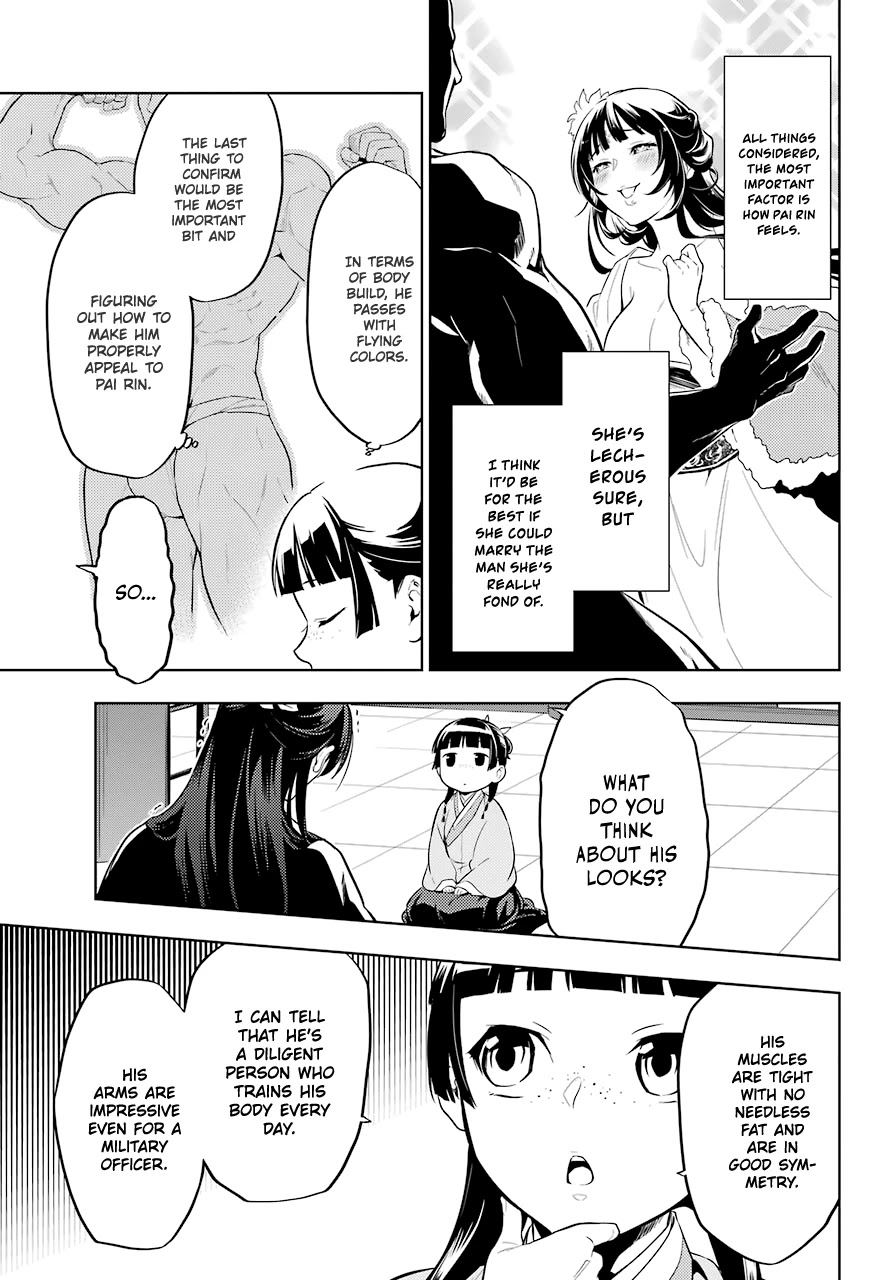 ALL THINGS
CONSIDERED,
THE MOST
IMPORTANT
FACTOR IS
HOW PAI RIN
FEELS.
SHE'S
LECH-
EROUS
SURE,
BUT
I THINK
IT'D BE
FOR THE
BEST IF
SHE COULD
MARRY THE
MAN SHE'S
REALLY
FOND OF.
IN TERMS
OF BODY
BUILD, HE
PASSES
WITH
FLYING
COLORS.
THE LAST
THING TO
CONFIRM
WOULD BE
THE MOST
IMPORTANT
BIT AND
FIGURING
OUT HOW TO
MAKE HIM
PROPERLY
APPEAL TO
PAI RIN.
SO...
WHAT
DO YOU
THINK
ABOUT HIS
LOOKS?
HIS
MUSCLES
ARE TIGHT
WITH NO
NEEDLESS
FAT AND
ARE IN
GOOD SYM-
METRY.
I CAN TELL
THAT HE'S
A DILIGENT
PERSON WHO
TRAINS HIS
BODY EVERY
DAY.
HIS
ARMS ARE
IMPRESSIVE
EVEN FOR A
MILITARY
OFFICER.